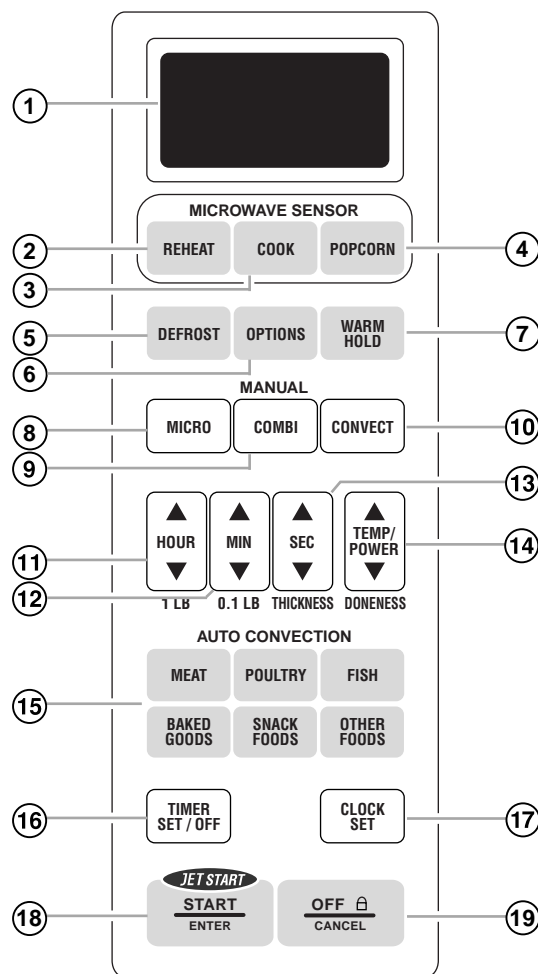 1
MICROWAVE SENSOR
2 REHEAT COOK POPCORN 4
3
5 DEFROST OPTIONS WARM HOLD 7
6
MANUAL
8 MICRO COMBI CONVECT 10
9
13
11 HOUR MIN SEC TEMP/ POWER 14
12 1 LB 0.1 LB THICKNESS DONENESS
AUTO CONVECTION
MEAT POULTRY FISH
15
BAKED GOODS SNACK FOODS OTHER FOODS
16 TIMER SET / OFF CLOCK SET 17
JET START
18 START OFF 19
ENTER CANCEL